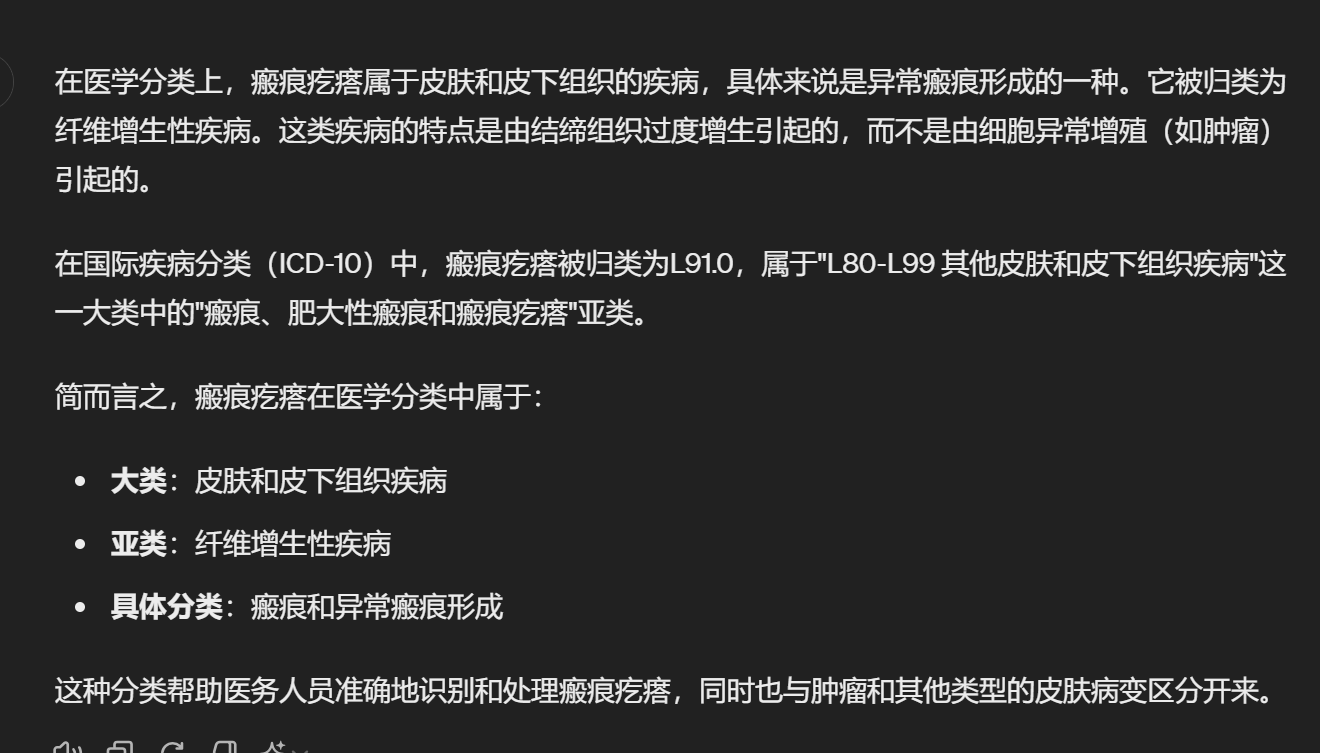 在医学分类上，瘢痕疙瘩属于皮肤和皮下组织的疾病，具体来说是异常瘢痕形成的一种。它被归类为
纤维增生性疾病。这类疾病的特点是由结缔组织过度增生引起的，而不是由细胞异常增殖（如肿瘤）
引起的。
在国际疾病分类（ICD-10）中，瘢痕疙瘩被归类为L91.0，属于"L80-L99 其他皮肤和皮下组织疾病"这
一大类中的"瘢痕、肥大性瘢痕和瘢痕疙瘩"亚类。
简而言之，瘢痕疙瘩在医学分类中属于：
• 大类：皮肤和皮下组织疾病
• 亚类：纤维增生性疾病
• 具体分类：瘢痕和异常瘢痕形成
这种分类帮助医务人员准确地识别和处理瘢痕疙瘩，同时也与肿瘤和其他类型的皮肤病变区分开来。